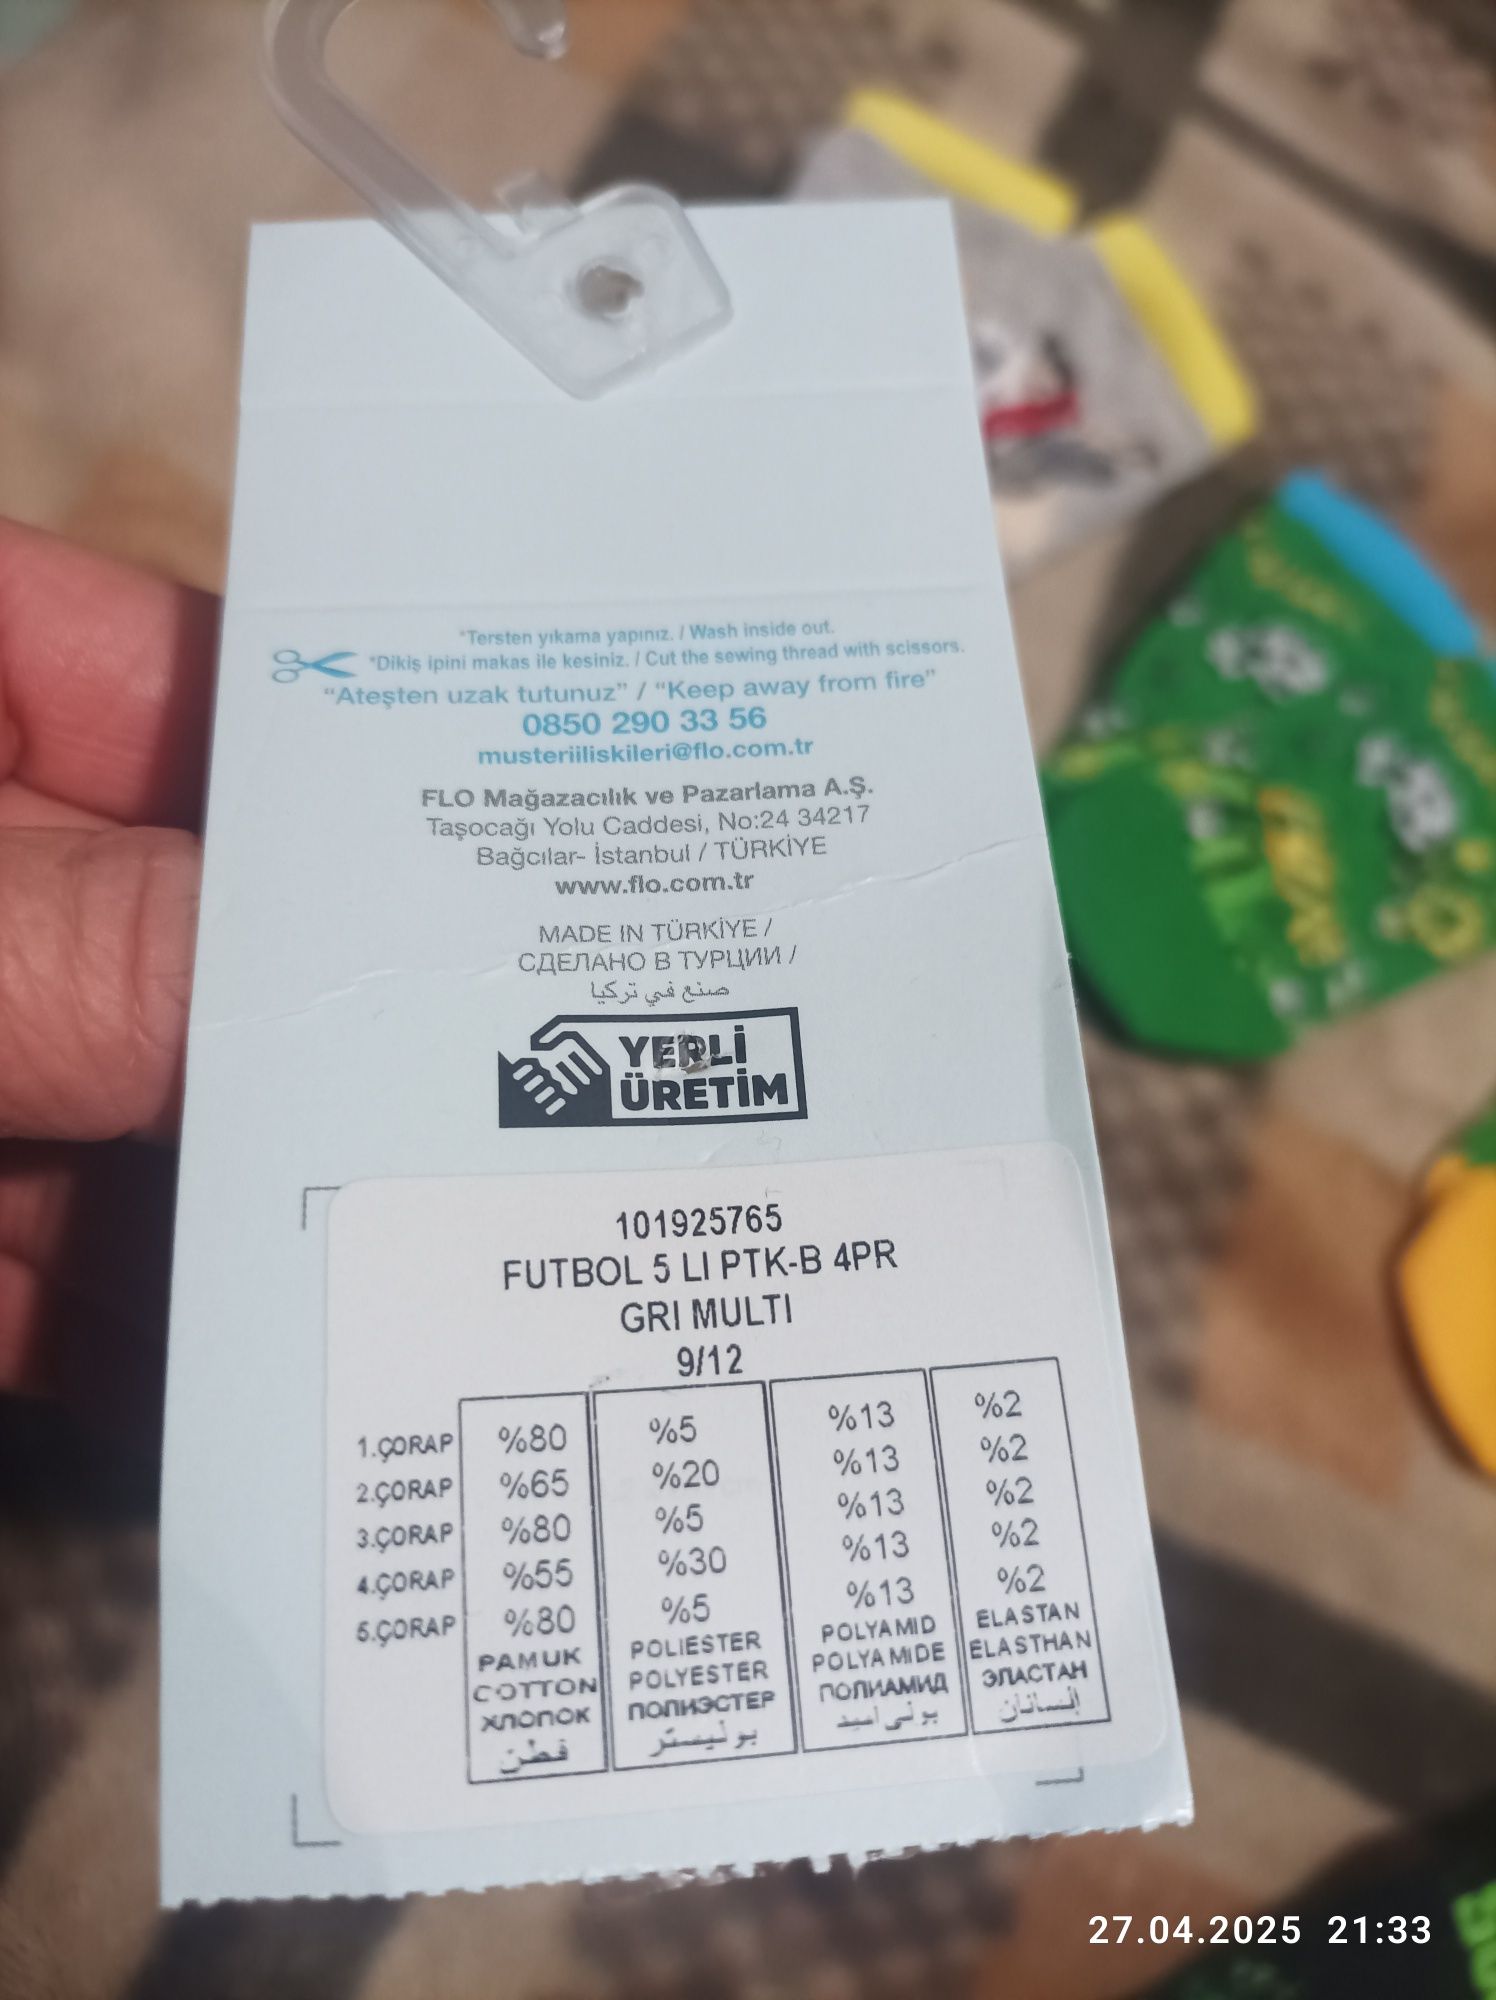 *Tersten yıkama yapınız. / Wash inside out.
*Dikiş ipini makas ile kesiniz. / Cut the sewing thread with scissors.
“Ateşten uzak tutunuz” / “Keep away from fire”
0850 290 33 56
musteriiliskileri@flo.com.tr
FLO Mağazacılık ve Pazarlama A.Ş.
Taşocağı Yolu Caddesi, No:24 34217
Bağcılar- İstanbul / TÜRKİYE
www.flo.com.tr
MADE IN TÜRKİYE /
СДЕЛАНО В ТУРЦИИ /
صنع في تركيا
YERLİ
ÜRETİM
101925765
FUTBOL 5 LI PTK-B 4PR
GRI MULTI
9/12
1.ÇORAP %80 %5 %13 %2
2.ÇORAP %65 %20 %13 %2
3.ÇORAP %80 %5 %13 %2
4.ÇORAP %55 %30 %13 %2
5.ÇORAP %80 %5 %13 %2
PAMUK POLIESTER POLYAMID ELASTAN
COTTON POLYESTER POLYAMIDE ELASTHAN
ХЛОПОК ПОЛИЭСТЕР ПОЛИАМИД ЭЛАСТАН
قطن بوليستر بولي اميد إلستانان
27.04.2025 21:33